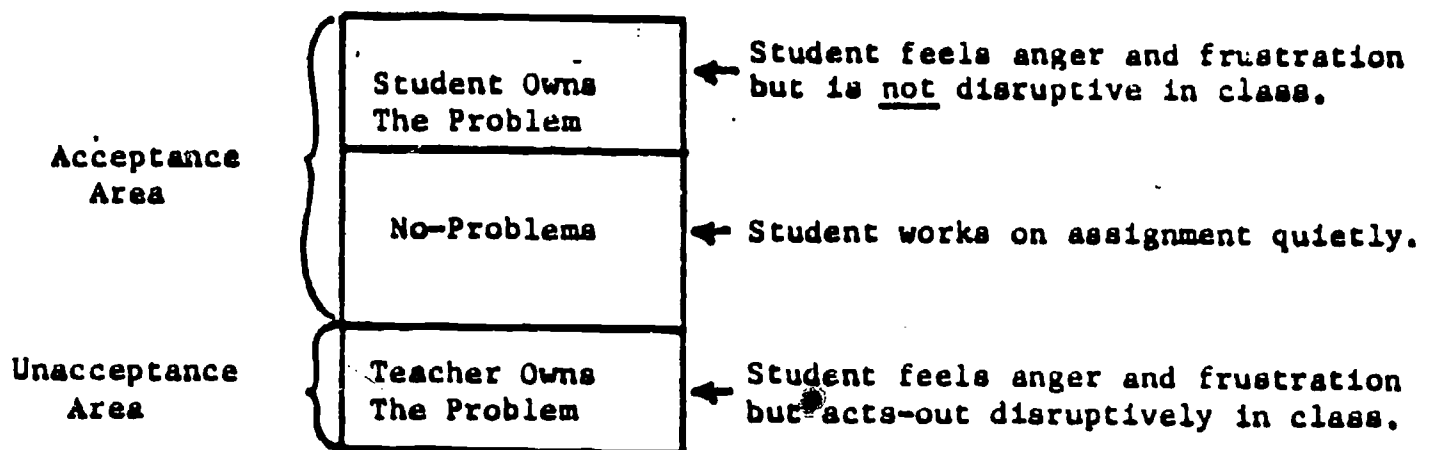 Student feels anger and frustration
but is not disruptive in class.
Student Owns
The Problem
Acceptance
Area
No-Problems
Student works on assignment quietly.
Unacceptance
Area
Teacher Owns
The Problem
Student feels anger and frustration
but acts-out disruptively in class.